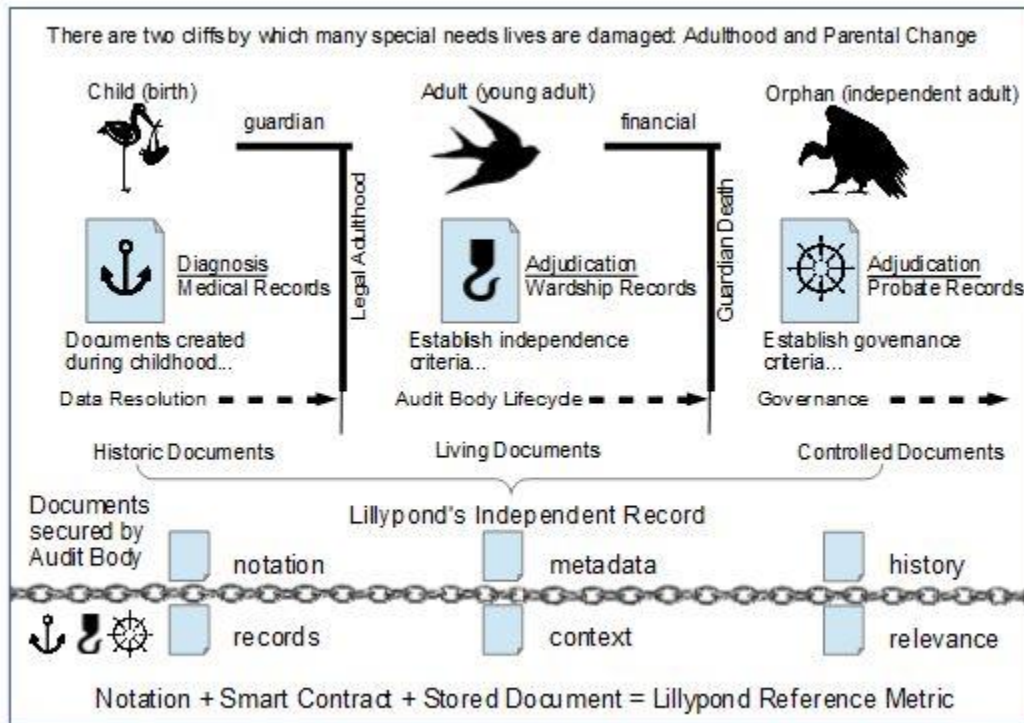 There are two cliffs by which many special needs lives are damaged: Adulthood and Parental Change
Child (birth)
guardian
Adult (young adult)
financial
Orphan (independent adult)
Legal Adulthood
Guardian Death
Diagnosis
Medical Records
Adjudication
Wardship Records
Adjudication
Probate Records
Documents created
during childhood...
Establish independence
criteria...
Establish governance
criteria...
Data Resolution
Audit Body Lifecycle
Governance
Historic Documents
Living Documents
Controlled Documents
Documents
secured by
Audit Body
Lillypond's Independent Record
notation
metadata
history
records
context
relevance
Notation + Smart Contract + Stored Document = Lillypond Reference Metric